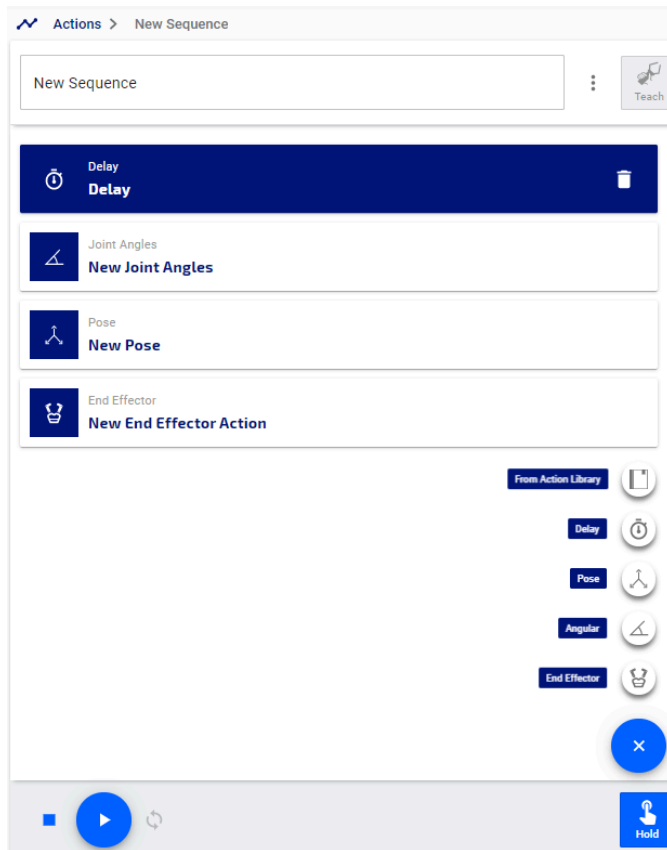 Actions > New Sequence
New Sequence
Teach
Delay
Delay
Joint Angles
New Joint Angles
Pose
New Pose
End Effector
New End Effector Action
From Action Library
Delay
Pose
Angular
End Effector
Hold